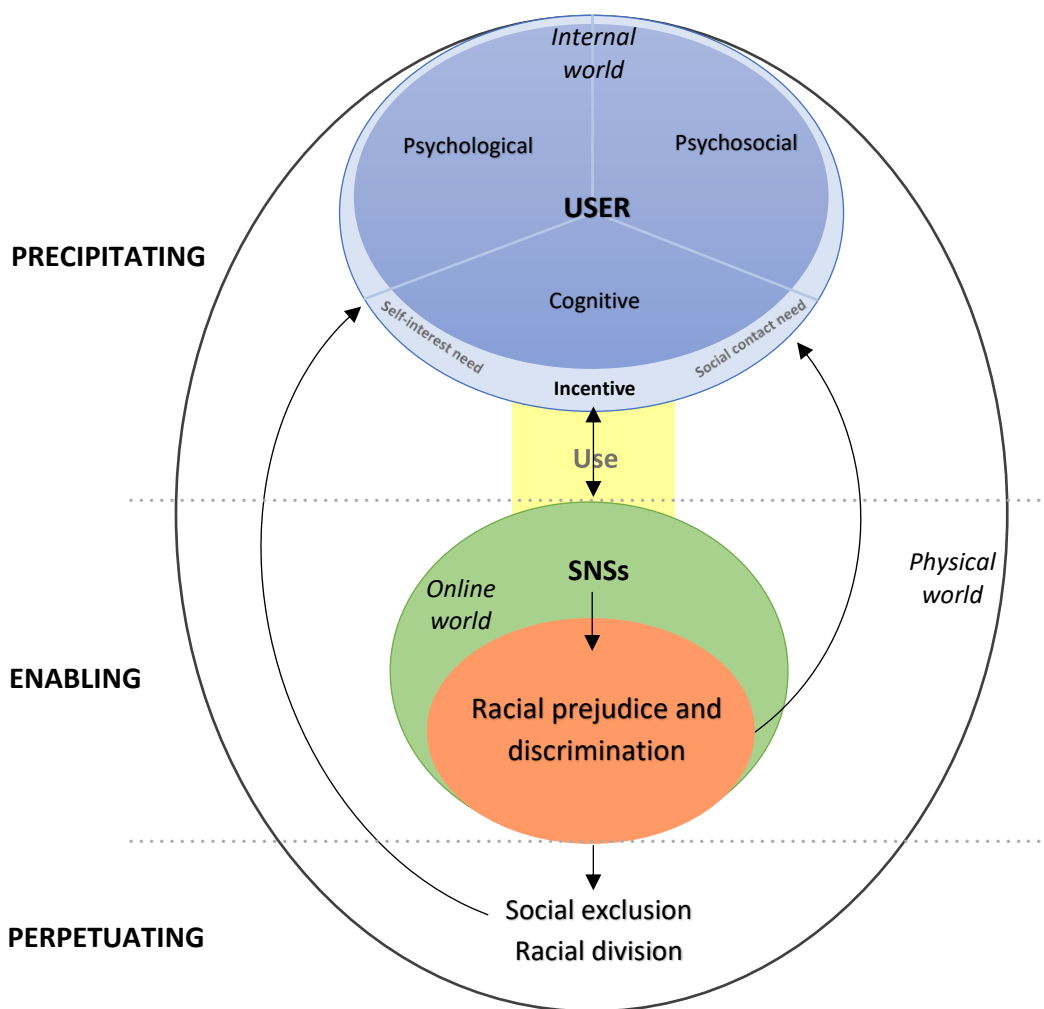 Internal
world
Psychological
Psychosocial
USER
PRECIPITATING
Cognitive
Self-interest need
Social contact need
Incentive
Use
SNSs
Online
world
Physical
world
ENABLING
Racial prejudice and
discrimination
Social exclusion
Racial division
PERPETUATING